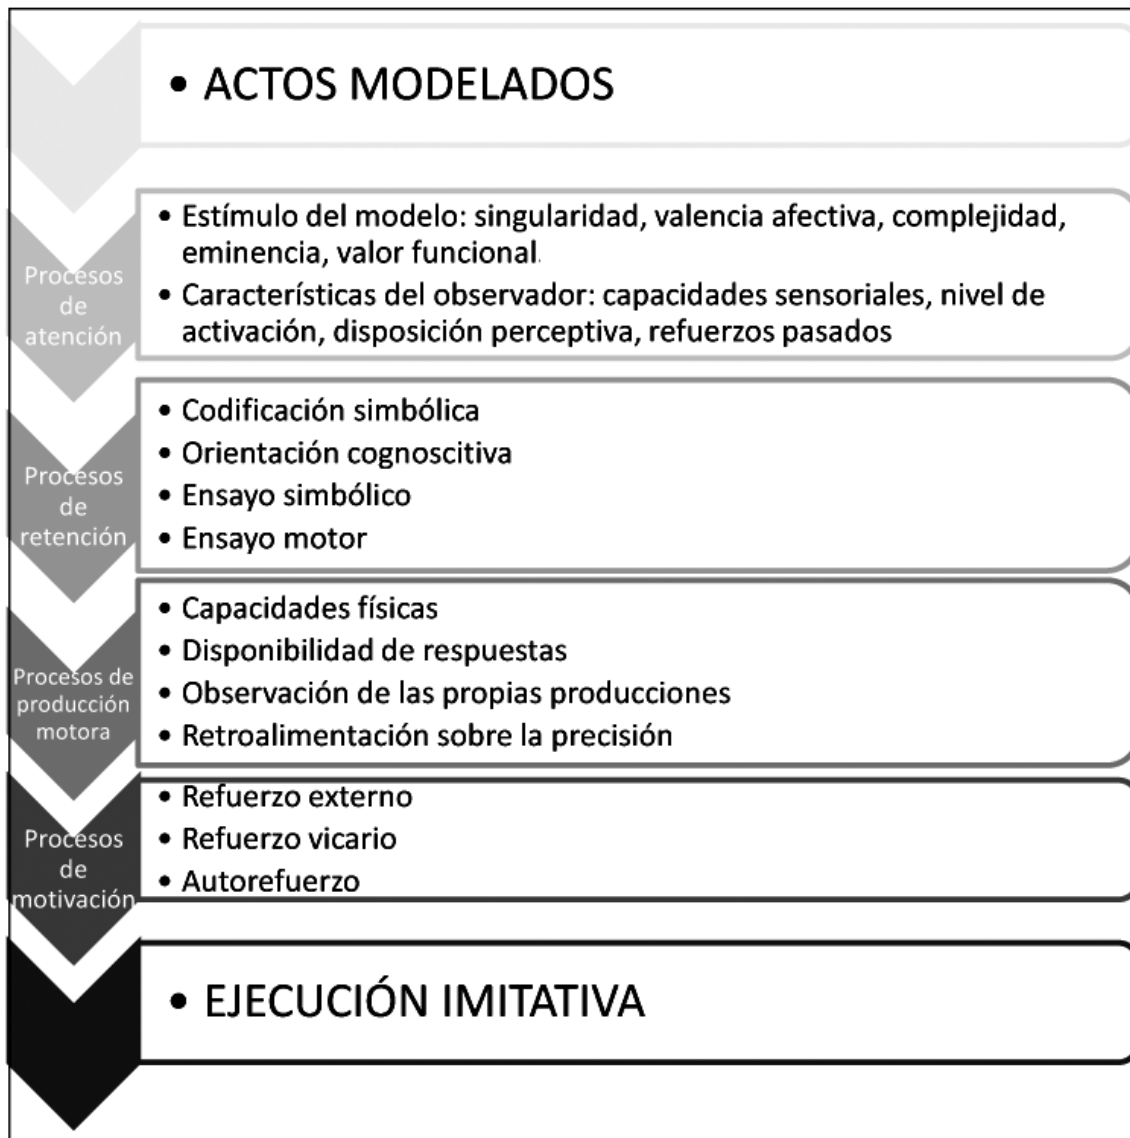 • ACTOS MODELADOS
Procesos
de
atención
• Estímulo del modelo: singularidad, valencia afectiva, complejidad,
eminencia, valor funcional.
• Características del observador: capacidades sensoriales, nivel de
activación, disposición perceptiva, refuerzos pasados
Procesos
de
retención
• Codificación simbólica
• Orientación cognoscitiva
• Ensayo simbólico
• Ensayo motor
Procesos de
producción
motora
• Capacidades físicas
• Disponibilidad de respuestas
• Observación de las propias producciones
• Retroalimentación sobre la precisión
Procesos
de
motivación
• Refuerzo externo
• Refuerzo vicario
• Autorefuerzo
• EJECUCIÓN IMITATIVA